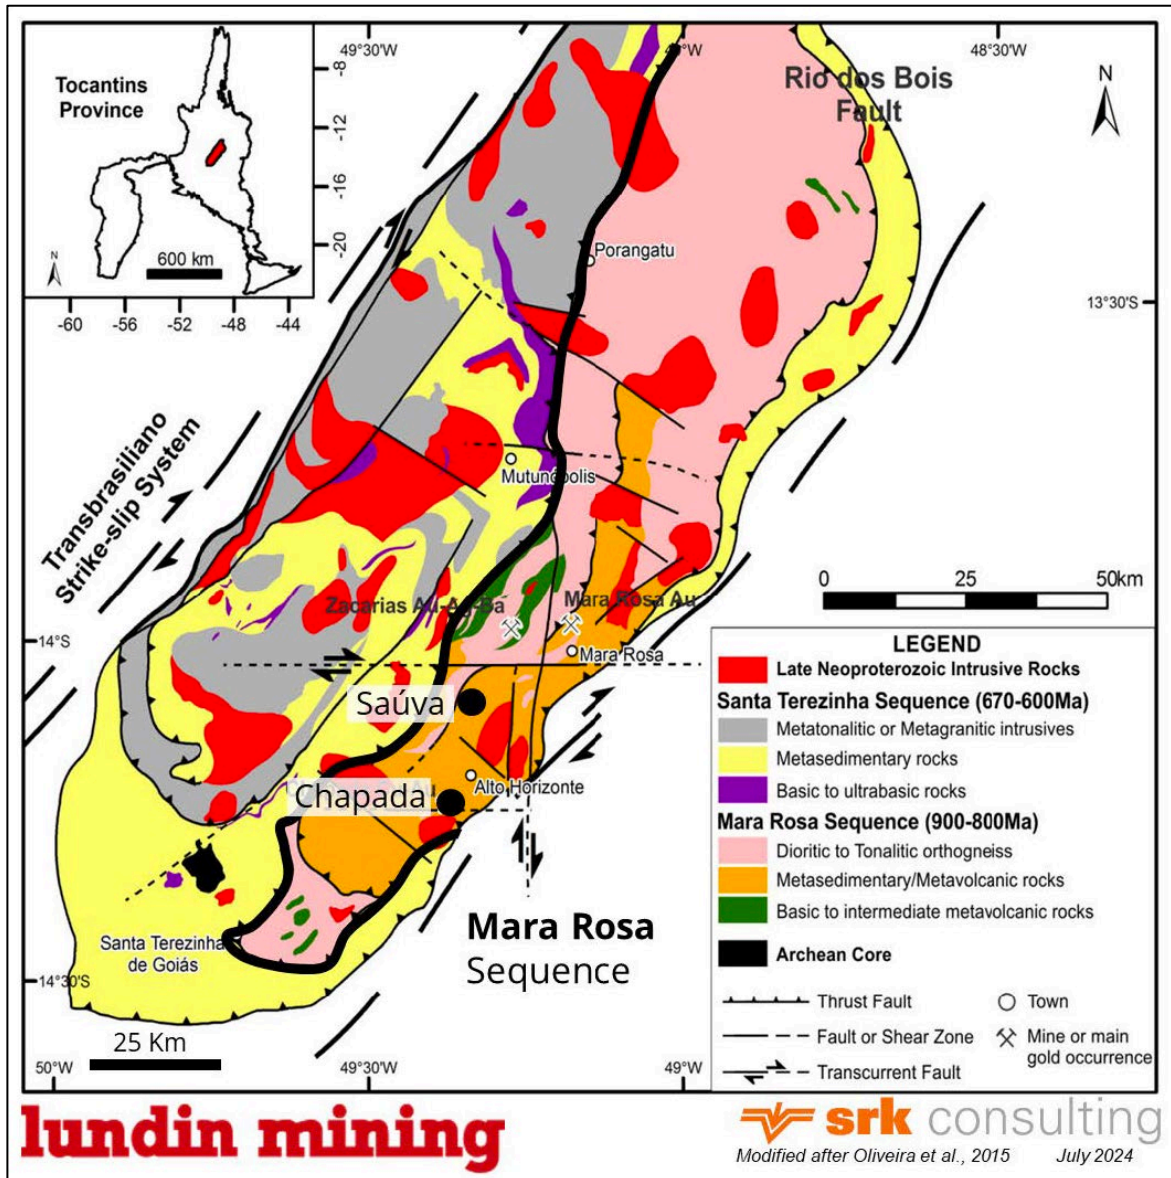 49°30'W
49°W
48°30'W
Tocantins
Province
N
600 km
-8
-12
-16
-20
-60
-56
-52
-48
-44
Rio dos Bois
Fault
N
Porangatu
13°30'S
Transbrasiliano
Strike-slip System
Mutunópolis
0 25 50km
Zacarias Au-Ag-Ba
Mara Rosa Au
14°S
Mara Rosa
Saúva
Alto Horizonte
Chapada
Au
Santa Terezinha
de Goiás
Mara Rosa
Sequence
14°30'S
25 Km
50°W
49°30'W
49°W
LEGEND
Late Neoproterozoic Intrusive Rocks
Santa Terezinha Sequence (670-600Ma)
Metatonalitic or Metagranitic intrusives
Metasedimentary rocks
Basic to ultrabasic rocks
Mara Rosa Sequence (900-800Ma)
Dioritic to Tonalitic orthogneiss
Metasedimentary/Metavolcanic rocks
Basic to intermediate metavolcanic rocks
Archean Core
Thrust Fault
Town
Fault or Shear Zone
Mine or main
gold occurrence
Transcurrent Fault
lundin mining
srk consulting
Modified after Oliveira et al., 2015 July 2024